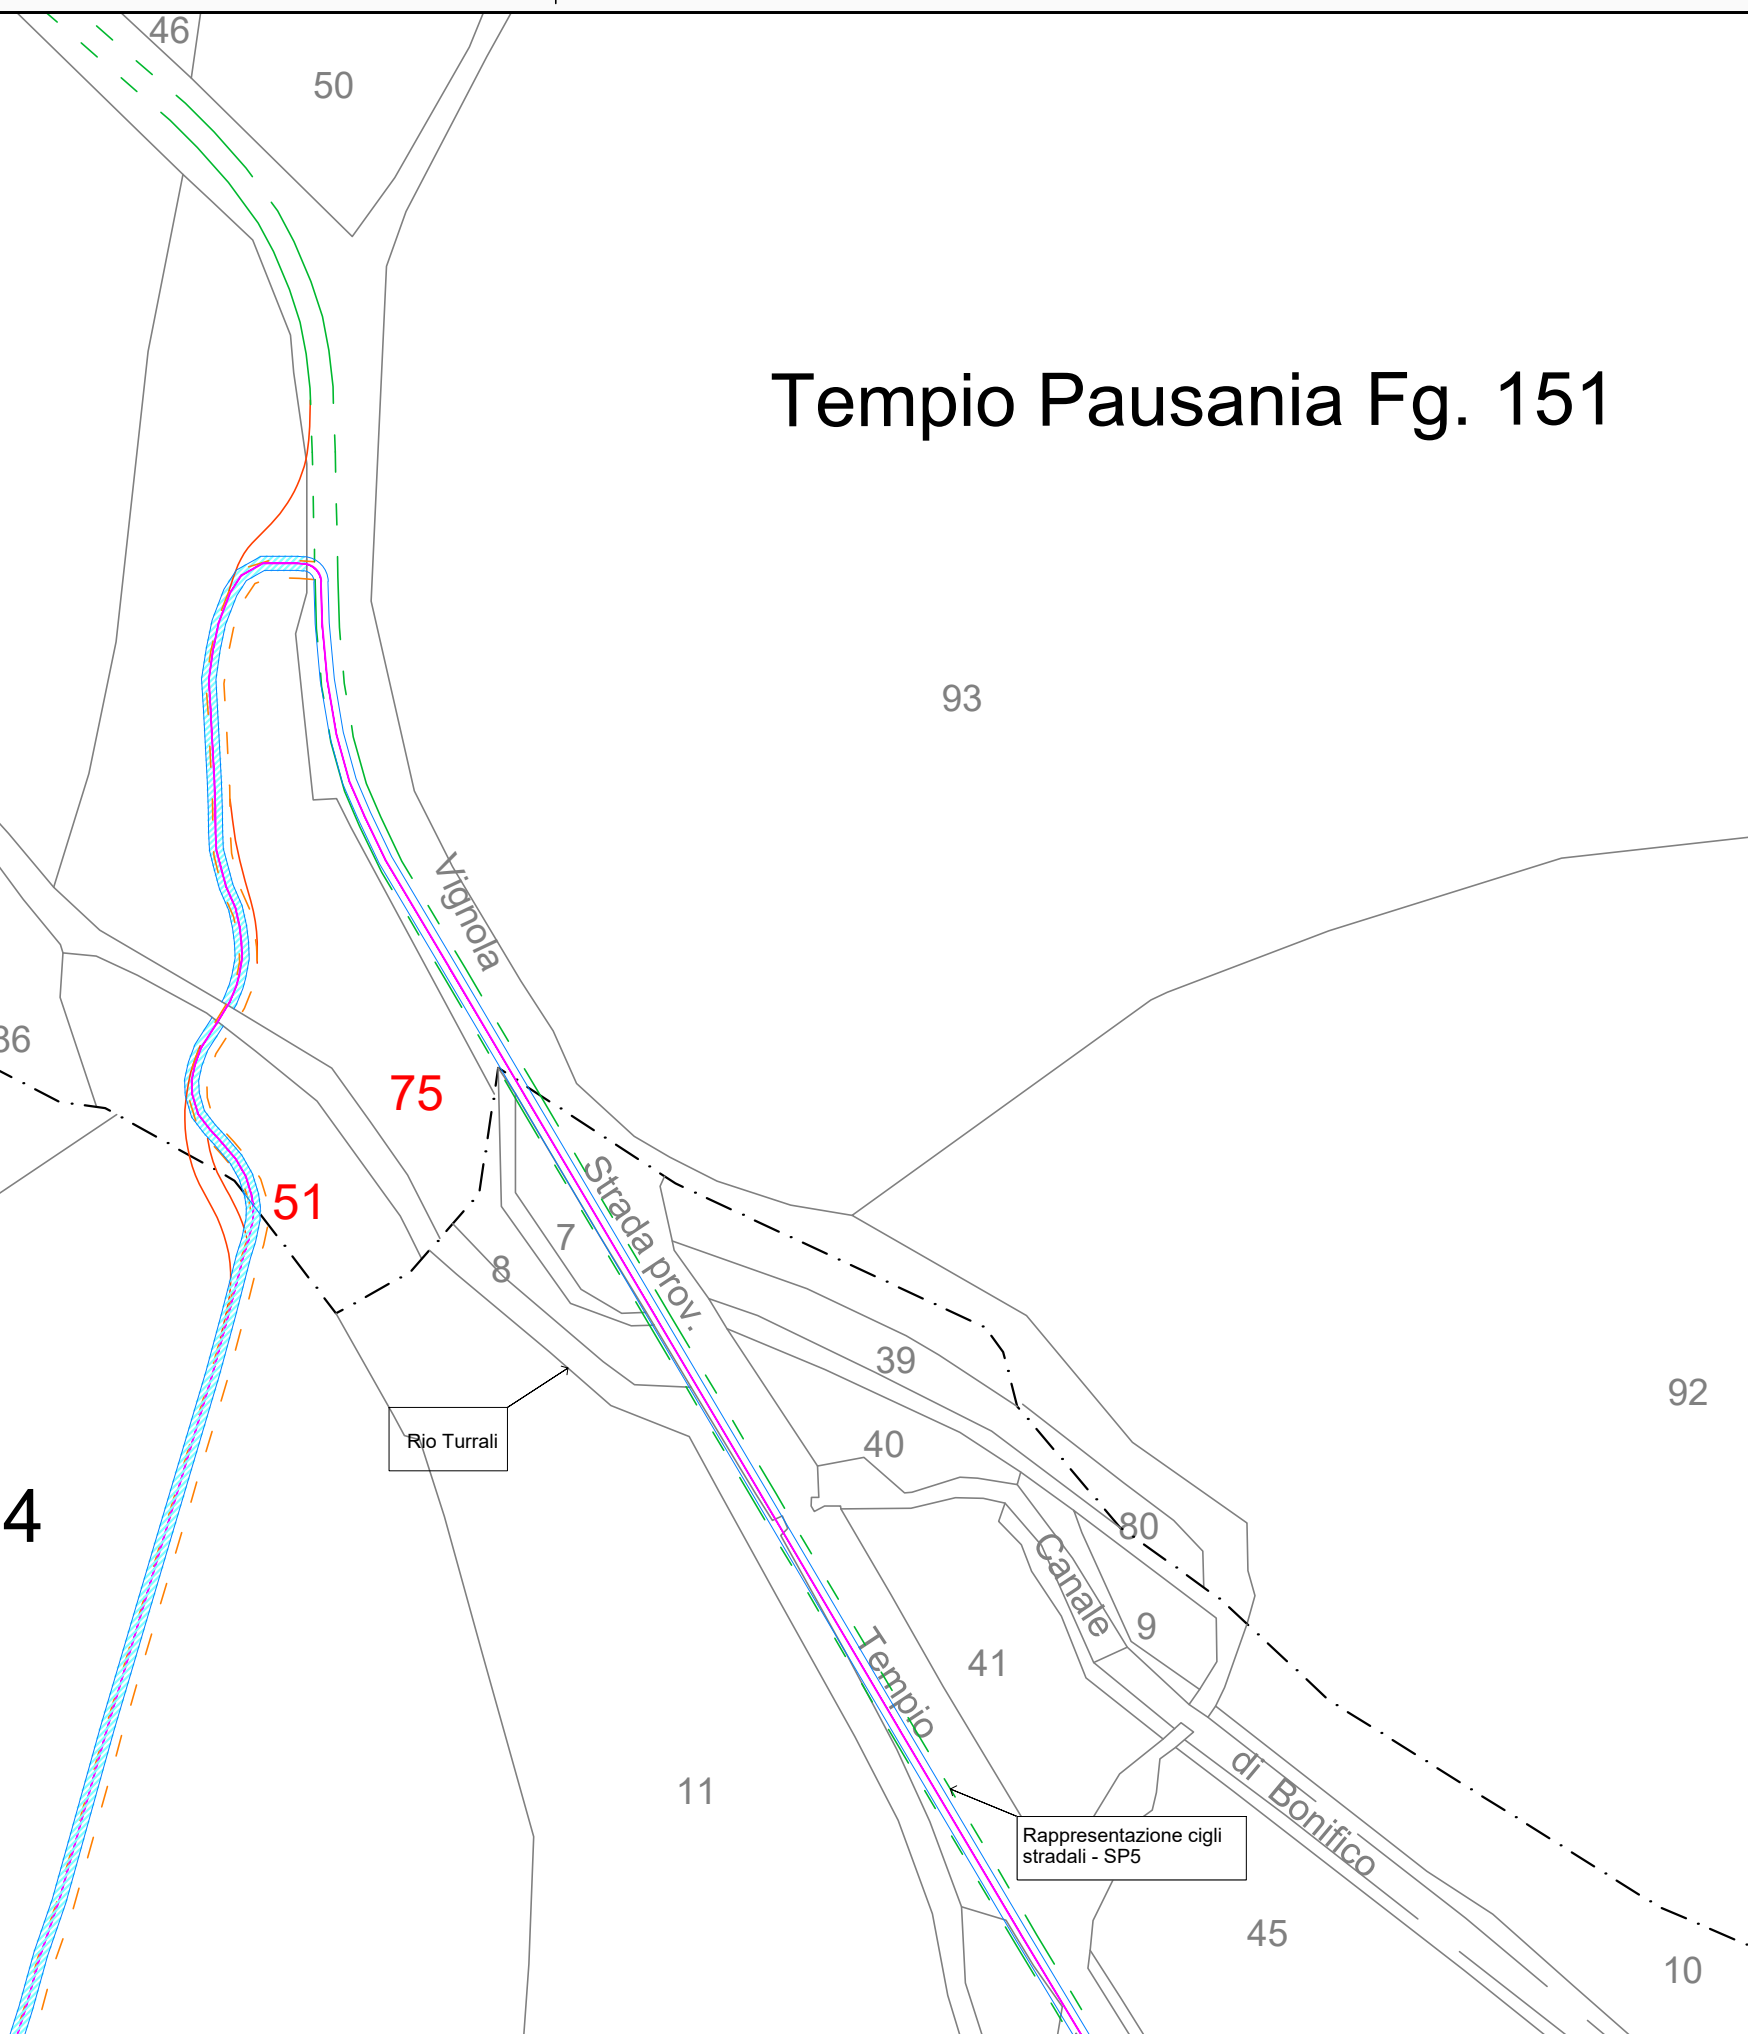 46
50
Tempio Pausania Fg. 151
93
Vignola
36
75
51
Strada prov.
7
8
39
92
40
Rio Turrali
4
80
Canale
9
41
Tempio
di Bonifico
11
Rappresentazione cigli
stradali - SP5
45
10